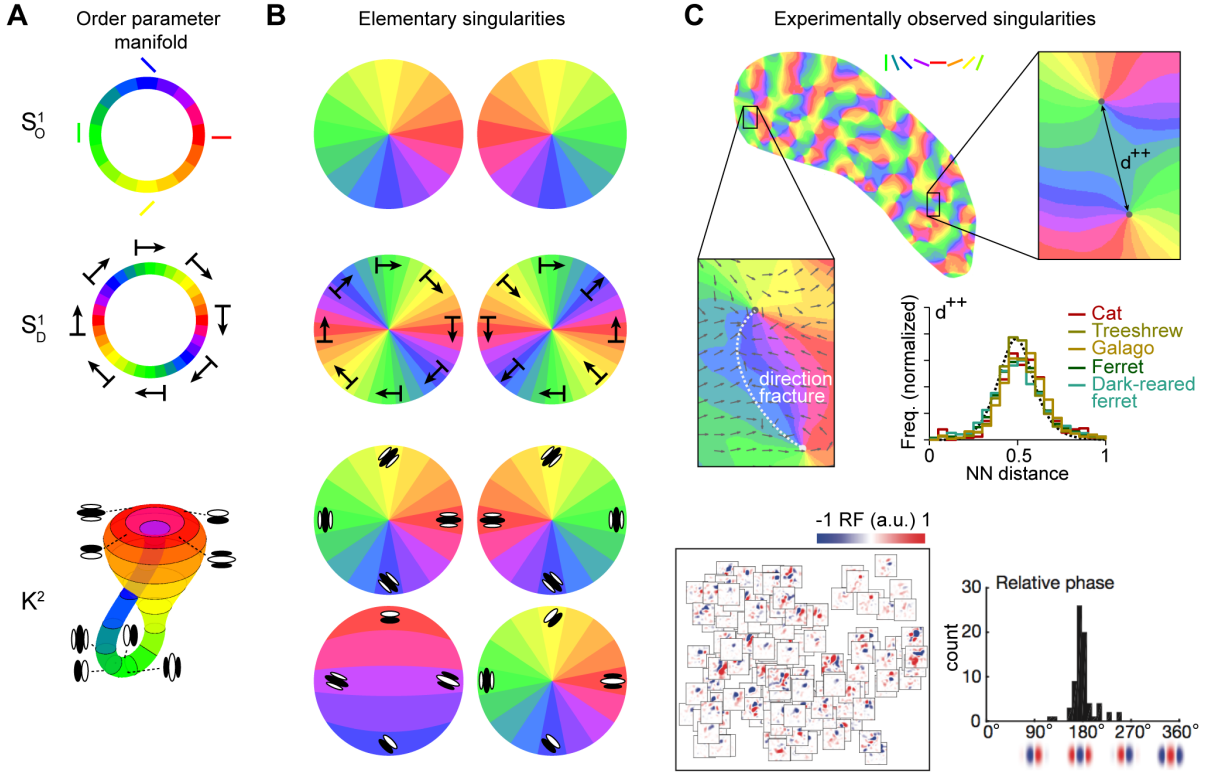 A
Order parameter
manifold
B
Elementary singularities
C
Experimentally observed singularities
S¹O
S¹D
K²
d⁺⁺
direction
fracture
d⁺⁺
Cat
Treeshrew
Galago
Ferret
Dark-reared
ferret
Freq. (normalized)
0
0.5
1
NN distance
-1 RF (a.u.) 1
Relative phase
count
30
20
10
0
0°
90°
180°
270°
360°